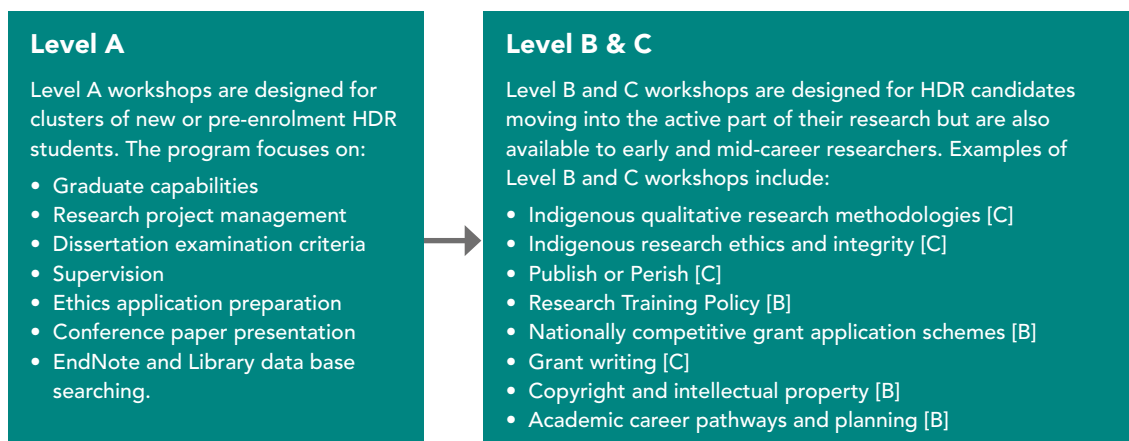 Level A
Level A workshops are designed for
clusters of new or pre-enrolment HDR
students. The program focuses on:
• Graduate capabilities
• Research project management
• Dissertation examination criteria
• Supervision
• Ethics application preparation
• Conference paper presentation
• EndNote and Library data base
searching.
Level B & C
Level B and C workshops are designed for HDR candidates
moving into the active part of their research but are also
available to early and mid-career researchers. Examples of
Level B and C workshops include:
• Indigenous qualitative research methodologies [C]
• Indigenous research ethics and integrity [C]
• Publish or Perish [C]
• Research Training Policy [B]
• Nationally competitive grant application schemes [B]
• Grant writing [C]
• Copyright and intellectual property [B]
• Academic career pathways and planning [B]